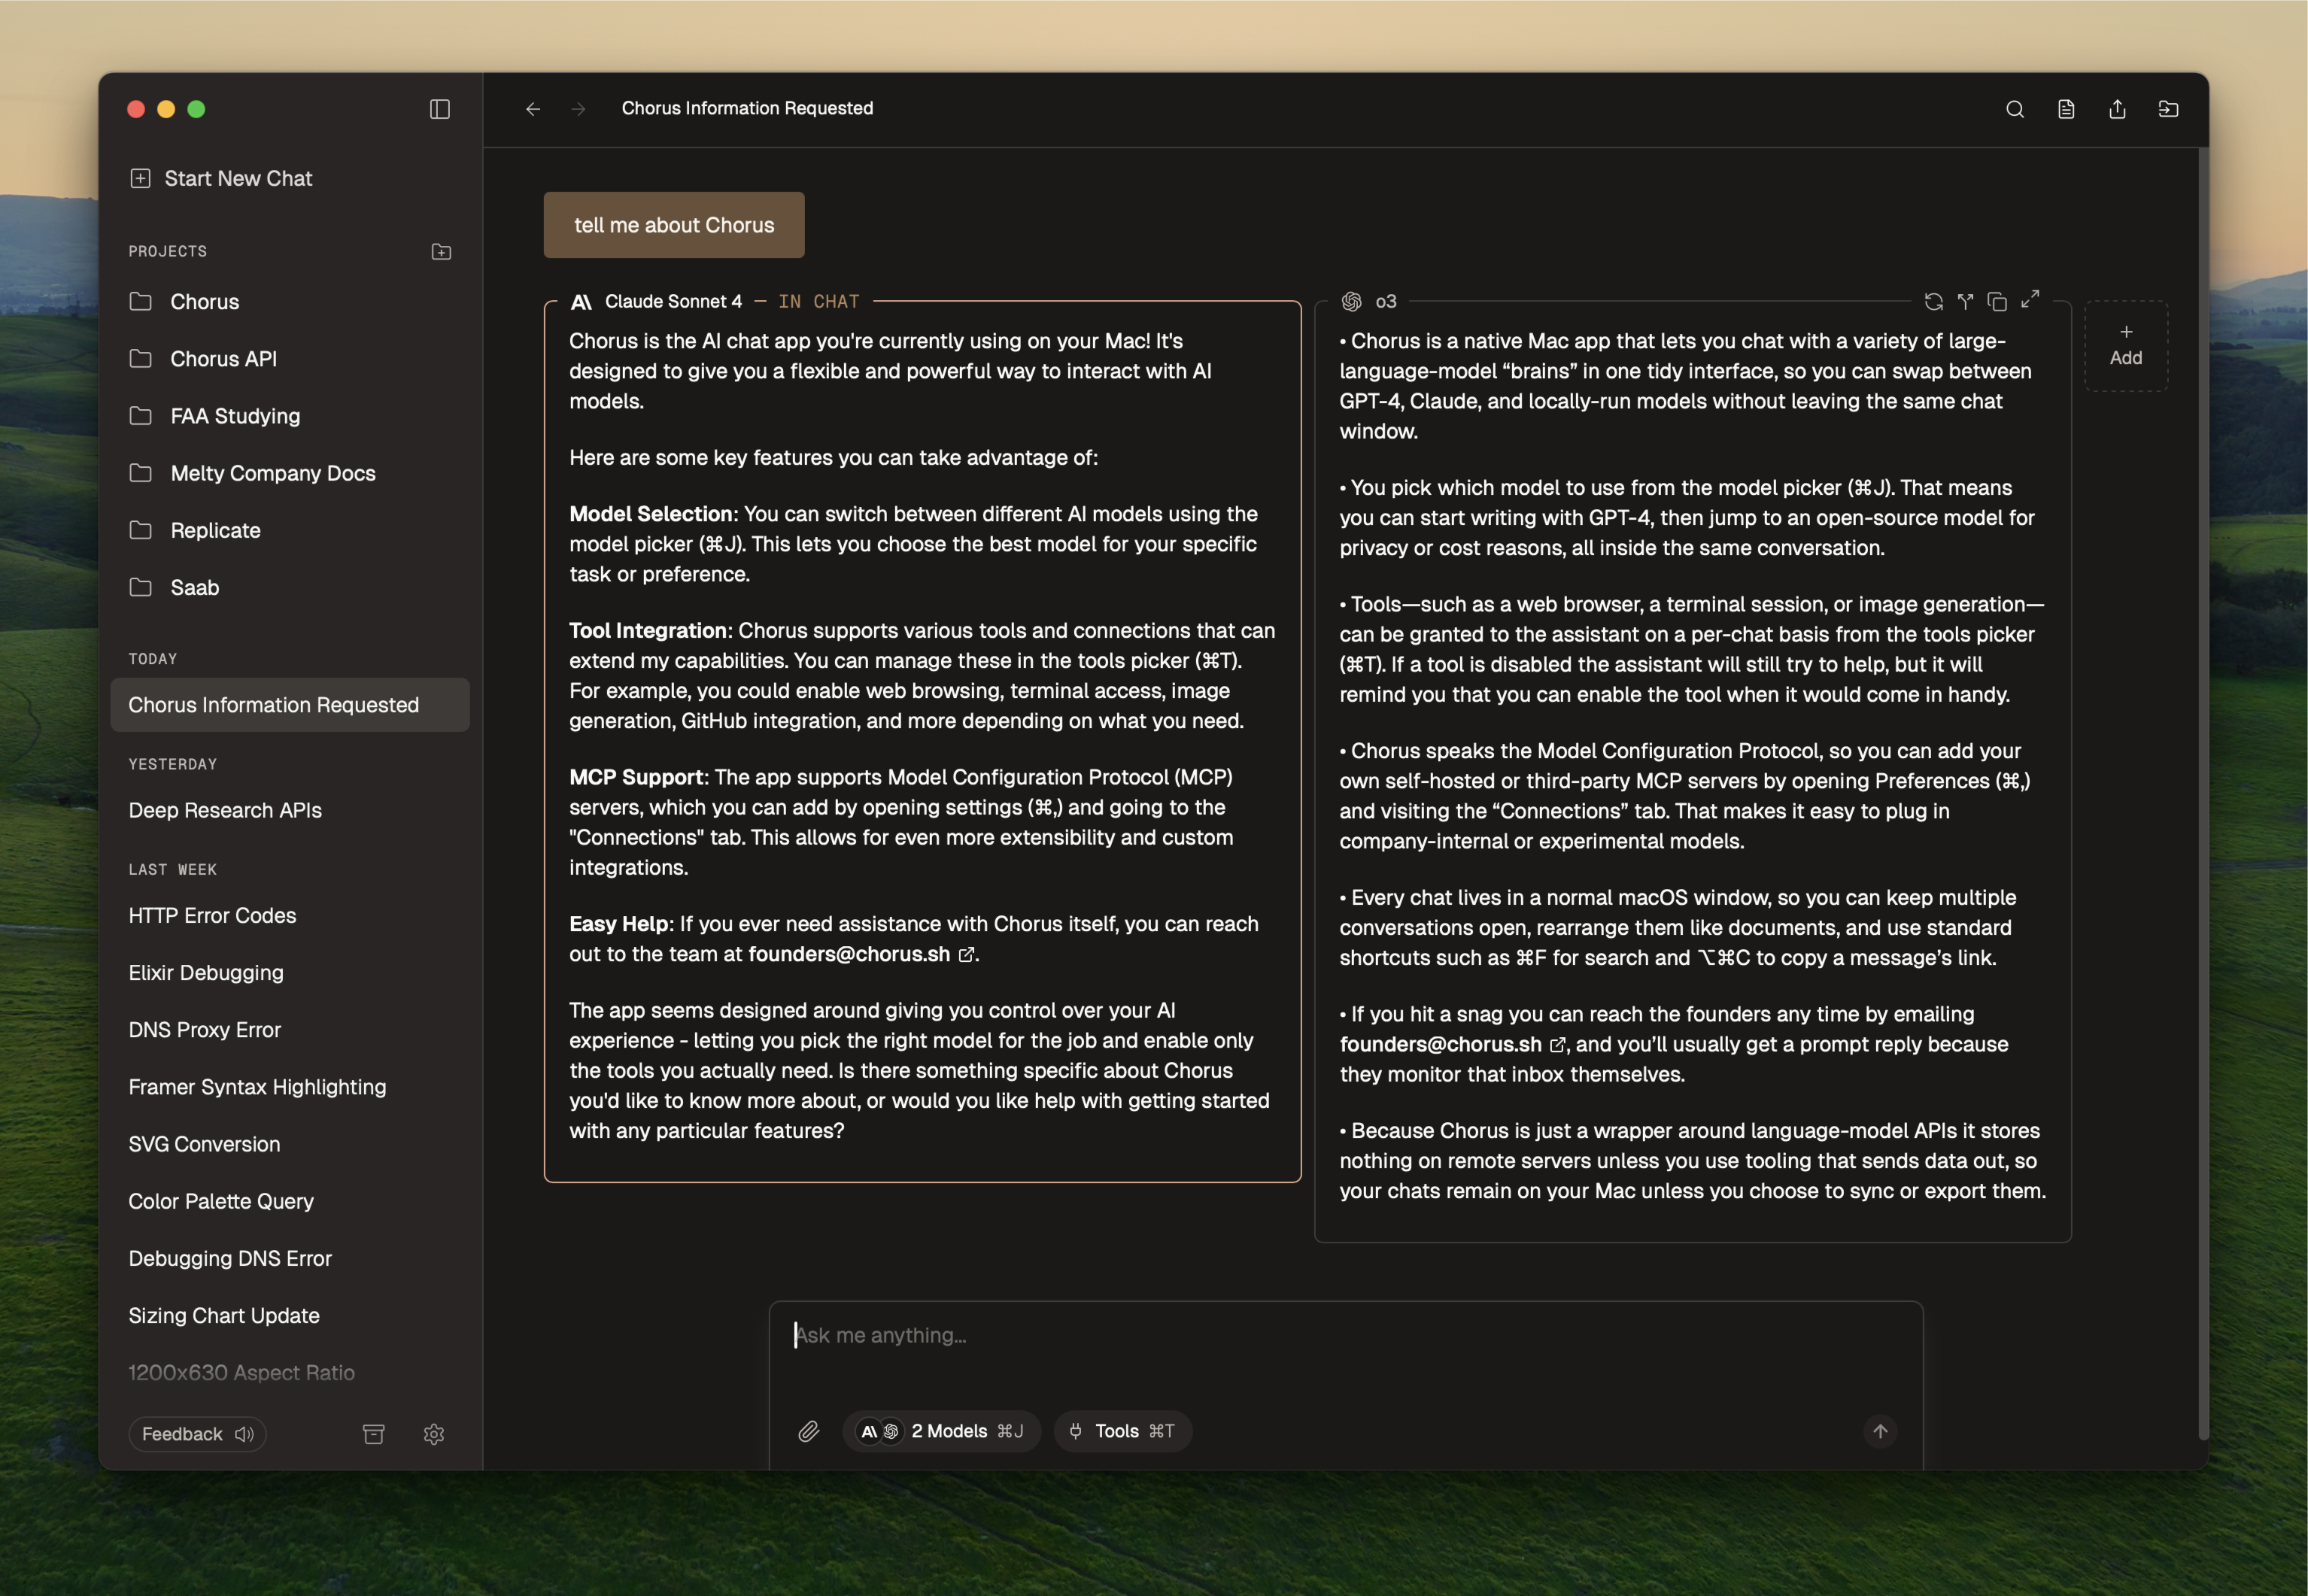 Start New Chat
PROJECTS
Chorus
Chorus API
FAA Studying
Melty Company Docs
Replicate
Saab
TODAY
Chorus Information Requested
YESTERDAY
Deep Research APIs
LAST WEEK
HTTP Error Codes
Elixir Debugging
DNS Proxy Error
Framer Syntax Highlighting
SVG Conversion
Color Palette Query
Debugging DNS Error
Sizing Chart Update
1200x630 Aspect Ratio
Feedback
Chorus Information Requested
tell me about Chorus
Claude Sonnet 4 — IN CHAT
Chorus is the AI chat app you're currently using on your Mac! It's
designed to give you a flexible and powerful way to interact with AI
models.
Here are some key features you can take advantage of:
Model Selection: You can switch between different AI models using the
model picker (⌘J). This lets you choose the best model for your specific
task or preference.
Tool Integration: Chorus supports various tools and connections that can
extend my capabilities. You can manage these in the tools picker (⌘T).
For example, you could enable web browsing, terminal access, image
generation, GitHub integration, and more depending on what you need.
MCP Support: The app supports Model Configuration Protocol (MCP)
servers, which you can add by opening settings (⌘,) and going to the
"Connections" tab. This allows for even more extensibility and custom
integrations.
Easy Help: If you ever need assistance with Chorus itself, you can reach
out to the team at founders@chorus.sh.
The app seems designed around giving you control over your AI
experience - letting you pick the right model for the job and enable only
the tools you actually need. Is there something specific about Chorus
you'd like to know more about, or would you like help with getting started
with any particular features?
o3
• Chorus is a native Mac app that lets you chat with a variety of large-
language-model “brains” in one tidy interface, so you can swap between
GPT-4, Claude, and locally-run models without leaving the same chat
window.
• You pick which model to use from the model picker (⌘J). That means
you can start writing with GPT-4, then jump to an open-source model for
privacy or cost reasons, all inside the same conversation.
• Tools—such as a web browser, a terminal session, or image generation—
can be granted to the assistant on a per-chat basis from the tools picker
(⌘T). If a tool is disabled the assistant will still try to help, but it will
remind you that you can enable the tool when it would come in handy.
• Chorus speaks the Model Configuration Protocol, so you can add your
own self-hosted or third-party MCP servers by opening Preferences (⌘,)
and visiting the “Connections” tab. That makes it easy to plug in
company-internal or experimental models.
• Every chat lives in a normal macOS window, so you can keep multiple
conversations open, rearrange them like documents, and use standard
shortcuts such as ⌘F for search and ⌥⌘C to copy a message’s link.
• If you hit a snag you can reach the founders any time by emailing
founders@chorus.sh, and you’ll usually get a prompt reply because
they monitor that inbox themselves.
• Because Chorus is just a wrapper around language-model APIs it stores
nothing on remote servers unless you use tooling that sends data out, so
your chats remain on your Mac unless you choose to sync or export them.
+
Add
Ask me anything...
2 Models ⌘J
Tools ⌘T